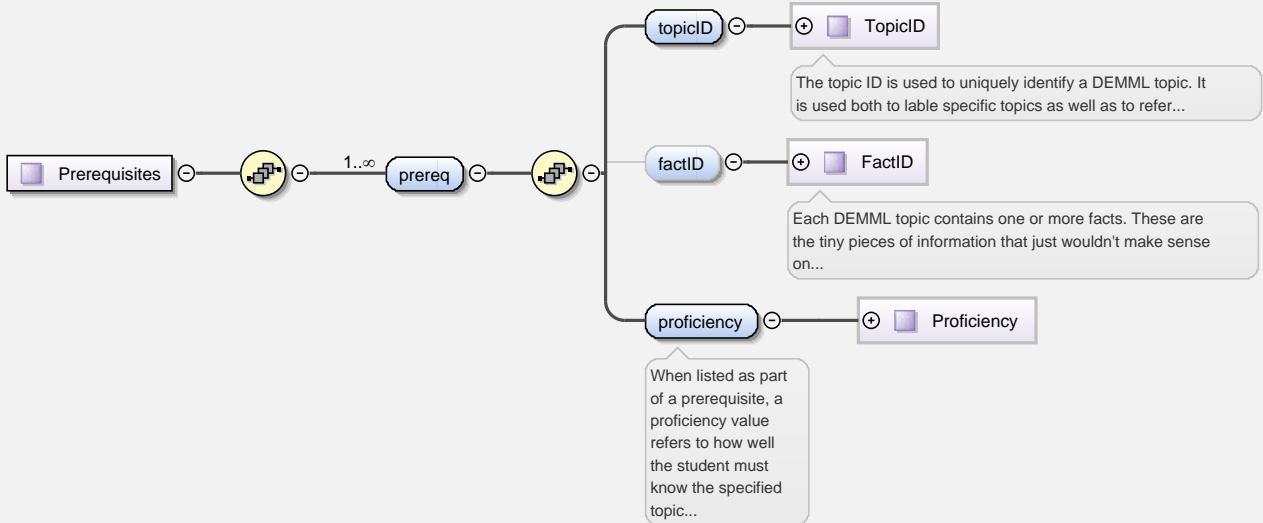 topicID
TopicID
The topic ID is used to uniquely identify a DEMML topic. It
is used both to lable specific topics as well as to refer...
Prerequisites
1..∞
prereq
factID
FactID
Each DEMML topic contains one or more facts. These are
the tiny pieces of information that just wouldn't make sense
on...
proficiency
Proficiency
When listed as part
of a prerequisite, a
proficiency value
refers to how well
the student must
know the specified
topic...